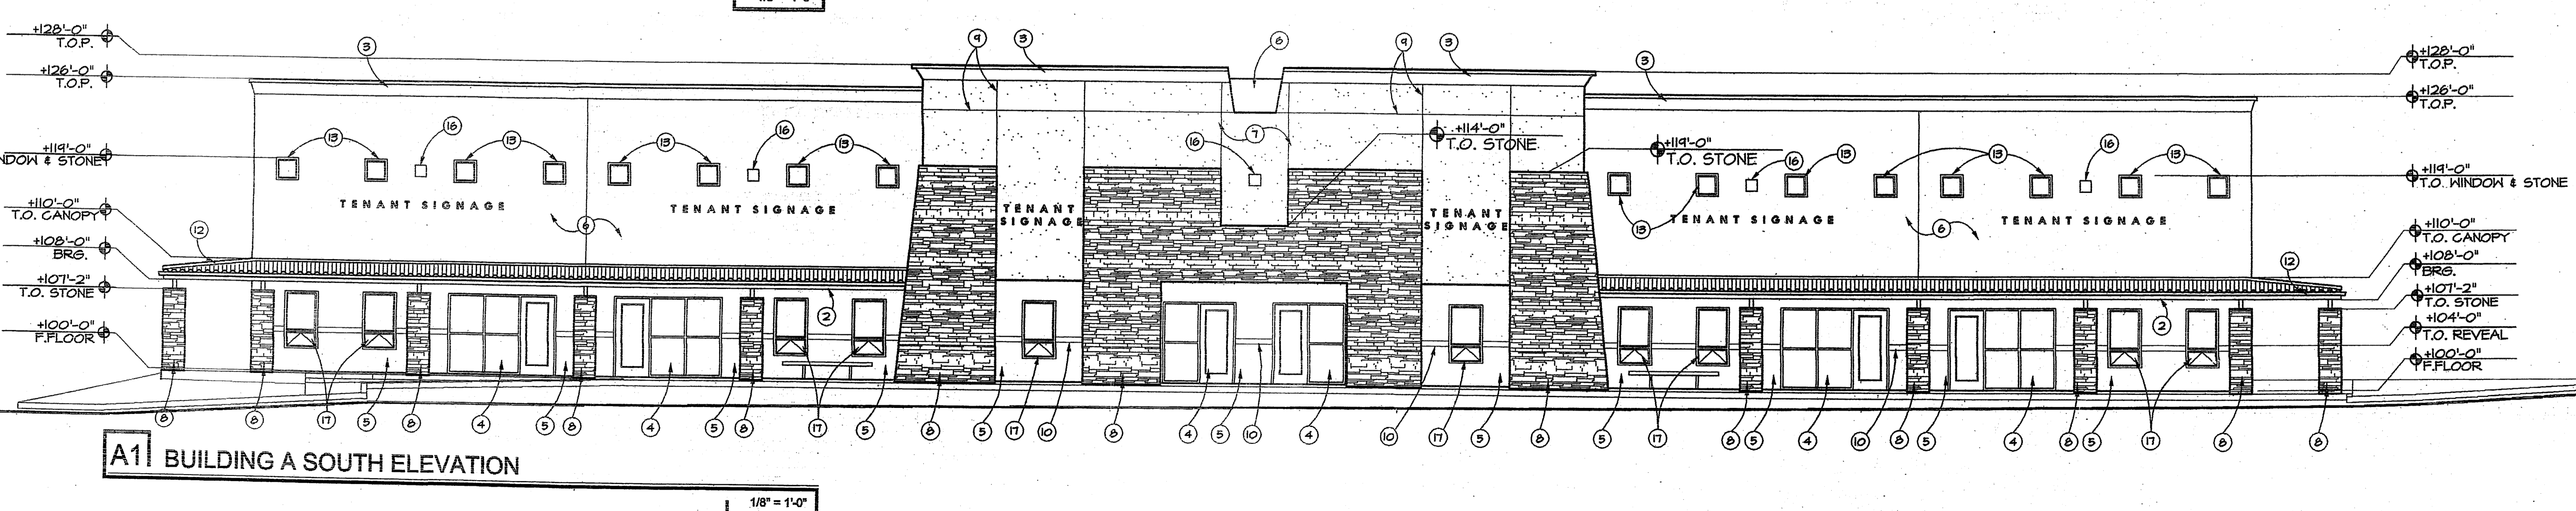 +128'-0"
T.O.P.
+126'-0"
T.O.P.
+119'-0"
NDOW & STONE
+110'-0"
T.O. CANOPY
+108'-0"
BRG.
+107'-2"
T.O. STONE
+100'-0"
F.FLOOR
3
9
3
6
9
3
3
13
16
13
13
16
13
16
7
+114'-0"
T.O. STONE
+119'-0"
T.O. STONE
16
13
13
16
13
TENANT SIGNAGE
TENANT SIGNAGE
TENANT
SIGNAGE
TENANT
SIGNAGE
13
TENANT SIGNAGE
TENANT SIGNAGE
6
6
12
12
2
2
+128'-0"
T.O.P.
+126'-0"
T.O.P.
+119'-0"
T.O. WINDOW & STONE
+110'-0"
T.O. CANOPY
+108'-0"
BRG.
+107'-2"
T.O. STONE
+104'-0"
T.O. REVEAL
+100'-0"
F.FLOOR
8 8 17 5 8 4 5 8 4 5 8 17 5 8 5 17 10 8 4 5 10 4 10 17 5 8 5 17 8 5 4 10 8 5 4 8 5 17 8 8
A1 BUILDING A SOUTH ELEVATION
1/8" = 1'-0"